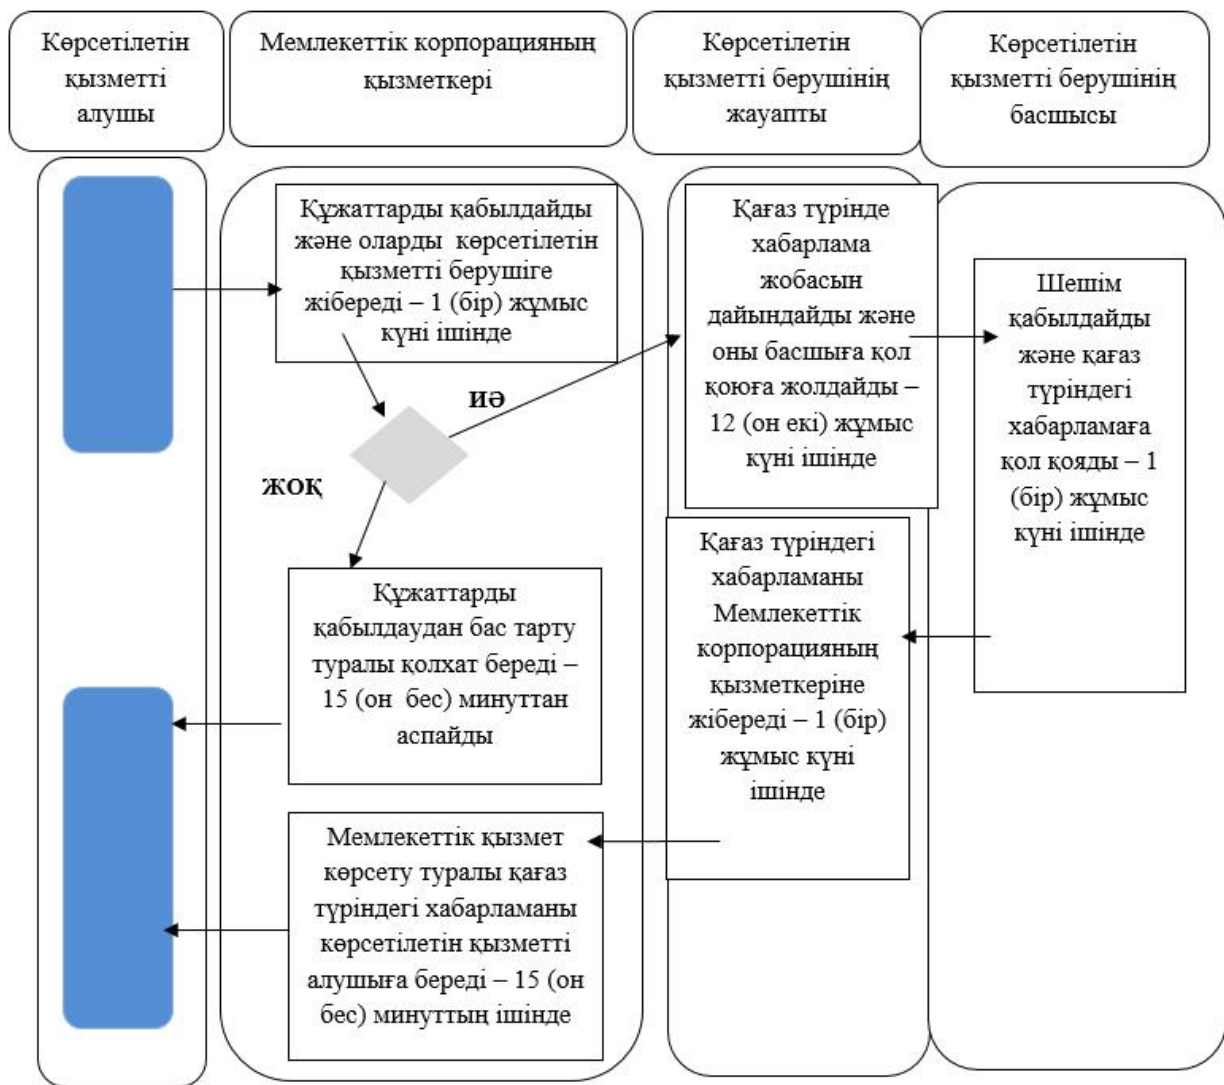 Көрсетілетін
қызметті
алушы
Мемлекеттік корпорацияның
қызметкері
Көрсетілетін
қызметті берушінің
жауапты
Көрсетілетін
қызметті берушінің
басшысы
Құжаттарды қабылдайды
және оларды көрсетілетін
қызметті берушіге
жібереді – 1 (бір) жұмыс
күні ішінде
ИӘ
ЖОҚ
Қағаз түрінде
хабарлама
жобасын
дайындайды және
оны басшыға қол
қоюға жолдайды –
12 (он екі) жұмыс
күні ішінде
Шешім
қабылдайды
және қағаз
түріндегі
хабарламаға
қол қояды – 1
(бір) жұмыс
күні ішінде
Қағаз түріндегі
хабарламаны
Мемлекеттік
корпорацияның
қызметкеріне
жібереді – 1 (бір)
жұмыс күні
ішінде
Құжаттарды
қабылдаудан бас тарту
туралы қолхат береді –
15 (он бес) минуттан
аспайды
Мемлекеттік қызмет
көрсету туралы қағаз
түріндегі хабарламаны
көрсетілетін қызметті
алушыға береді – 15 (он
бес) минуттың ішінде